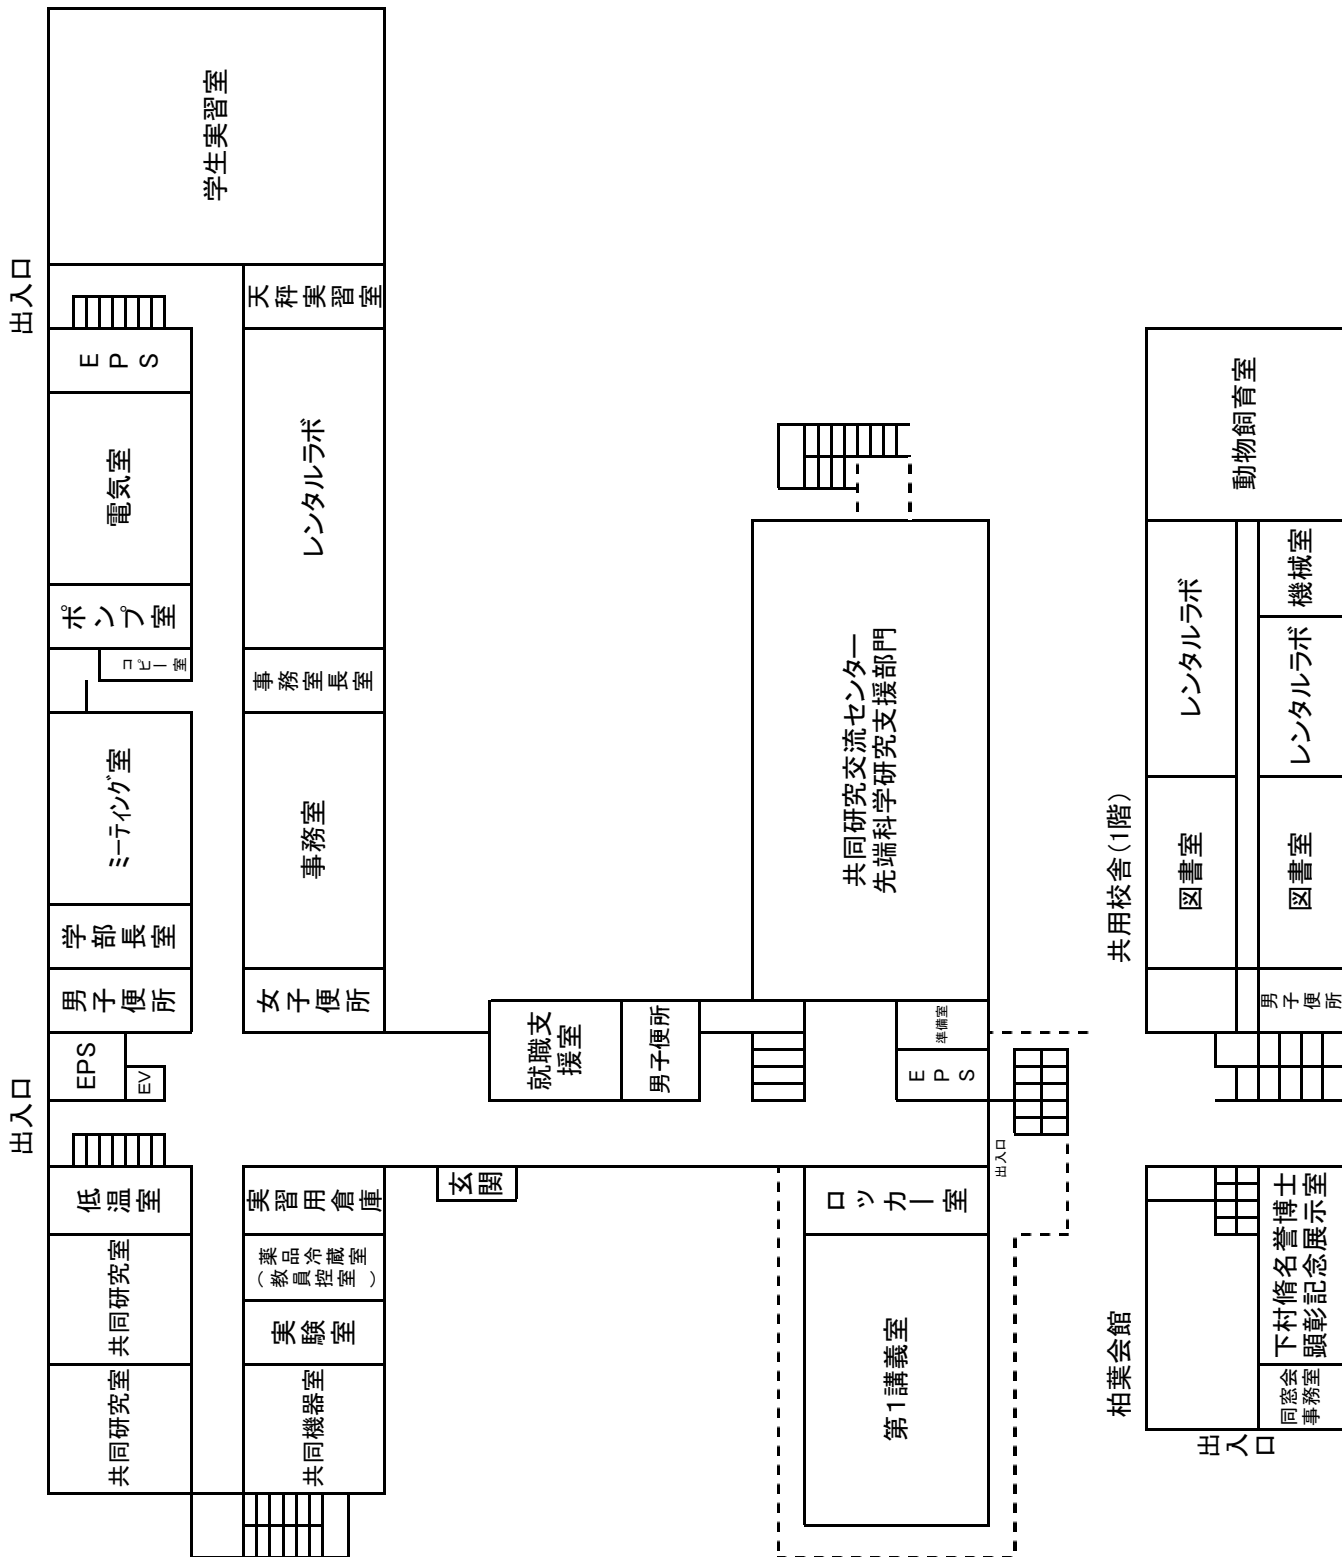 学生実習室
出入口
天秤実習室
EPS
電気室
レンタルラボ
ポンプ室
コピー室
事務室長室
ミーティング室
事務室
学部長室
男子便所
女子便所
EPS
EV
出入口
低温室
実習用倉庫
共同研究室
薬品冷蔵室
(教員控室)
実験室
共同研究室
共同機器室
就職支
援室
男子便所
玄関
共同研究交流センター
先端科学研究支援部門
準備室
EPS
出入口
ロッカー室
第1講義室
共用校舎(1階)
動物飼育室
レンタルラボ
機械室
レンタルラボ
図書室
図書室
男子便所
柏葉会館
下村脩名誉博士
顕彰記念展示室
同窓会
事務室
出入口